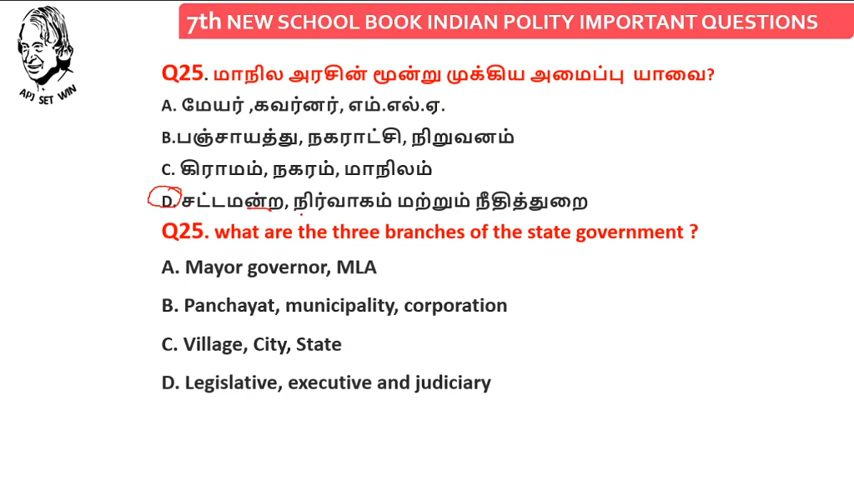 7th NEW SCHOOL BOOK INDIAN POLITY IMPORTANT QUESTIONS
APJ SET WIN
Q25. மாநில அரசின் மூன்று முக்கிய அமைப்பு யாவை?
A. மேயர் ,கவர்னர், எம்.எல்.ஏ.
B.பஞ்சாயத்து, நகராட்சி, நிறுவனம்
C. கிராமம், நகரம், மாநிலம்
D. சட்டமன்ற, நிர்வாகம் மற்றும் நீதித்துறை
Q25. what are the three branches of the state government ?
A. Mayor governor, MLA
B. Panchayat, municipality, corporation
C. Village, City, State
D. Legislative, executive and judiciary